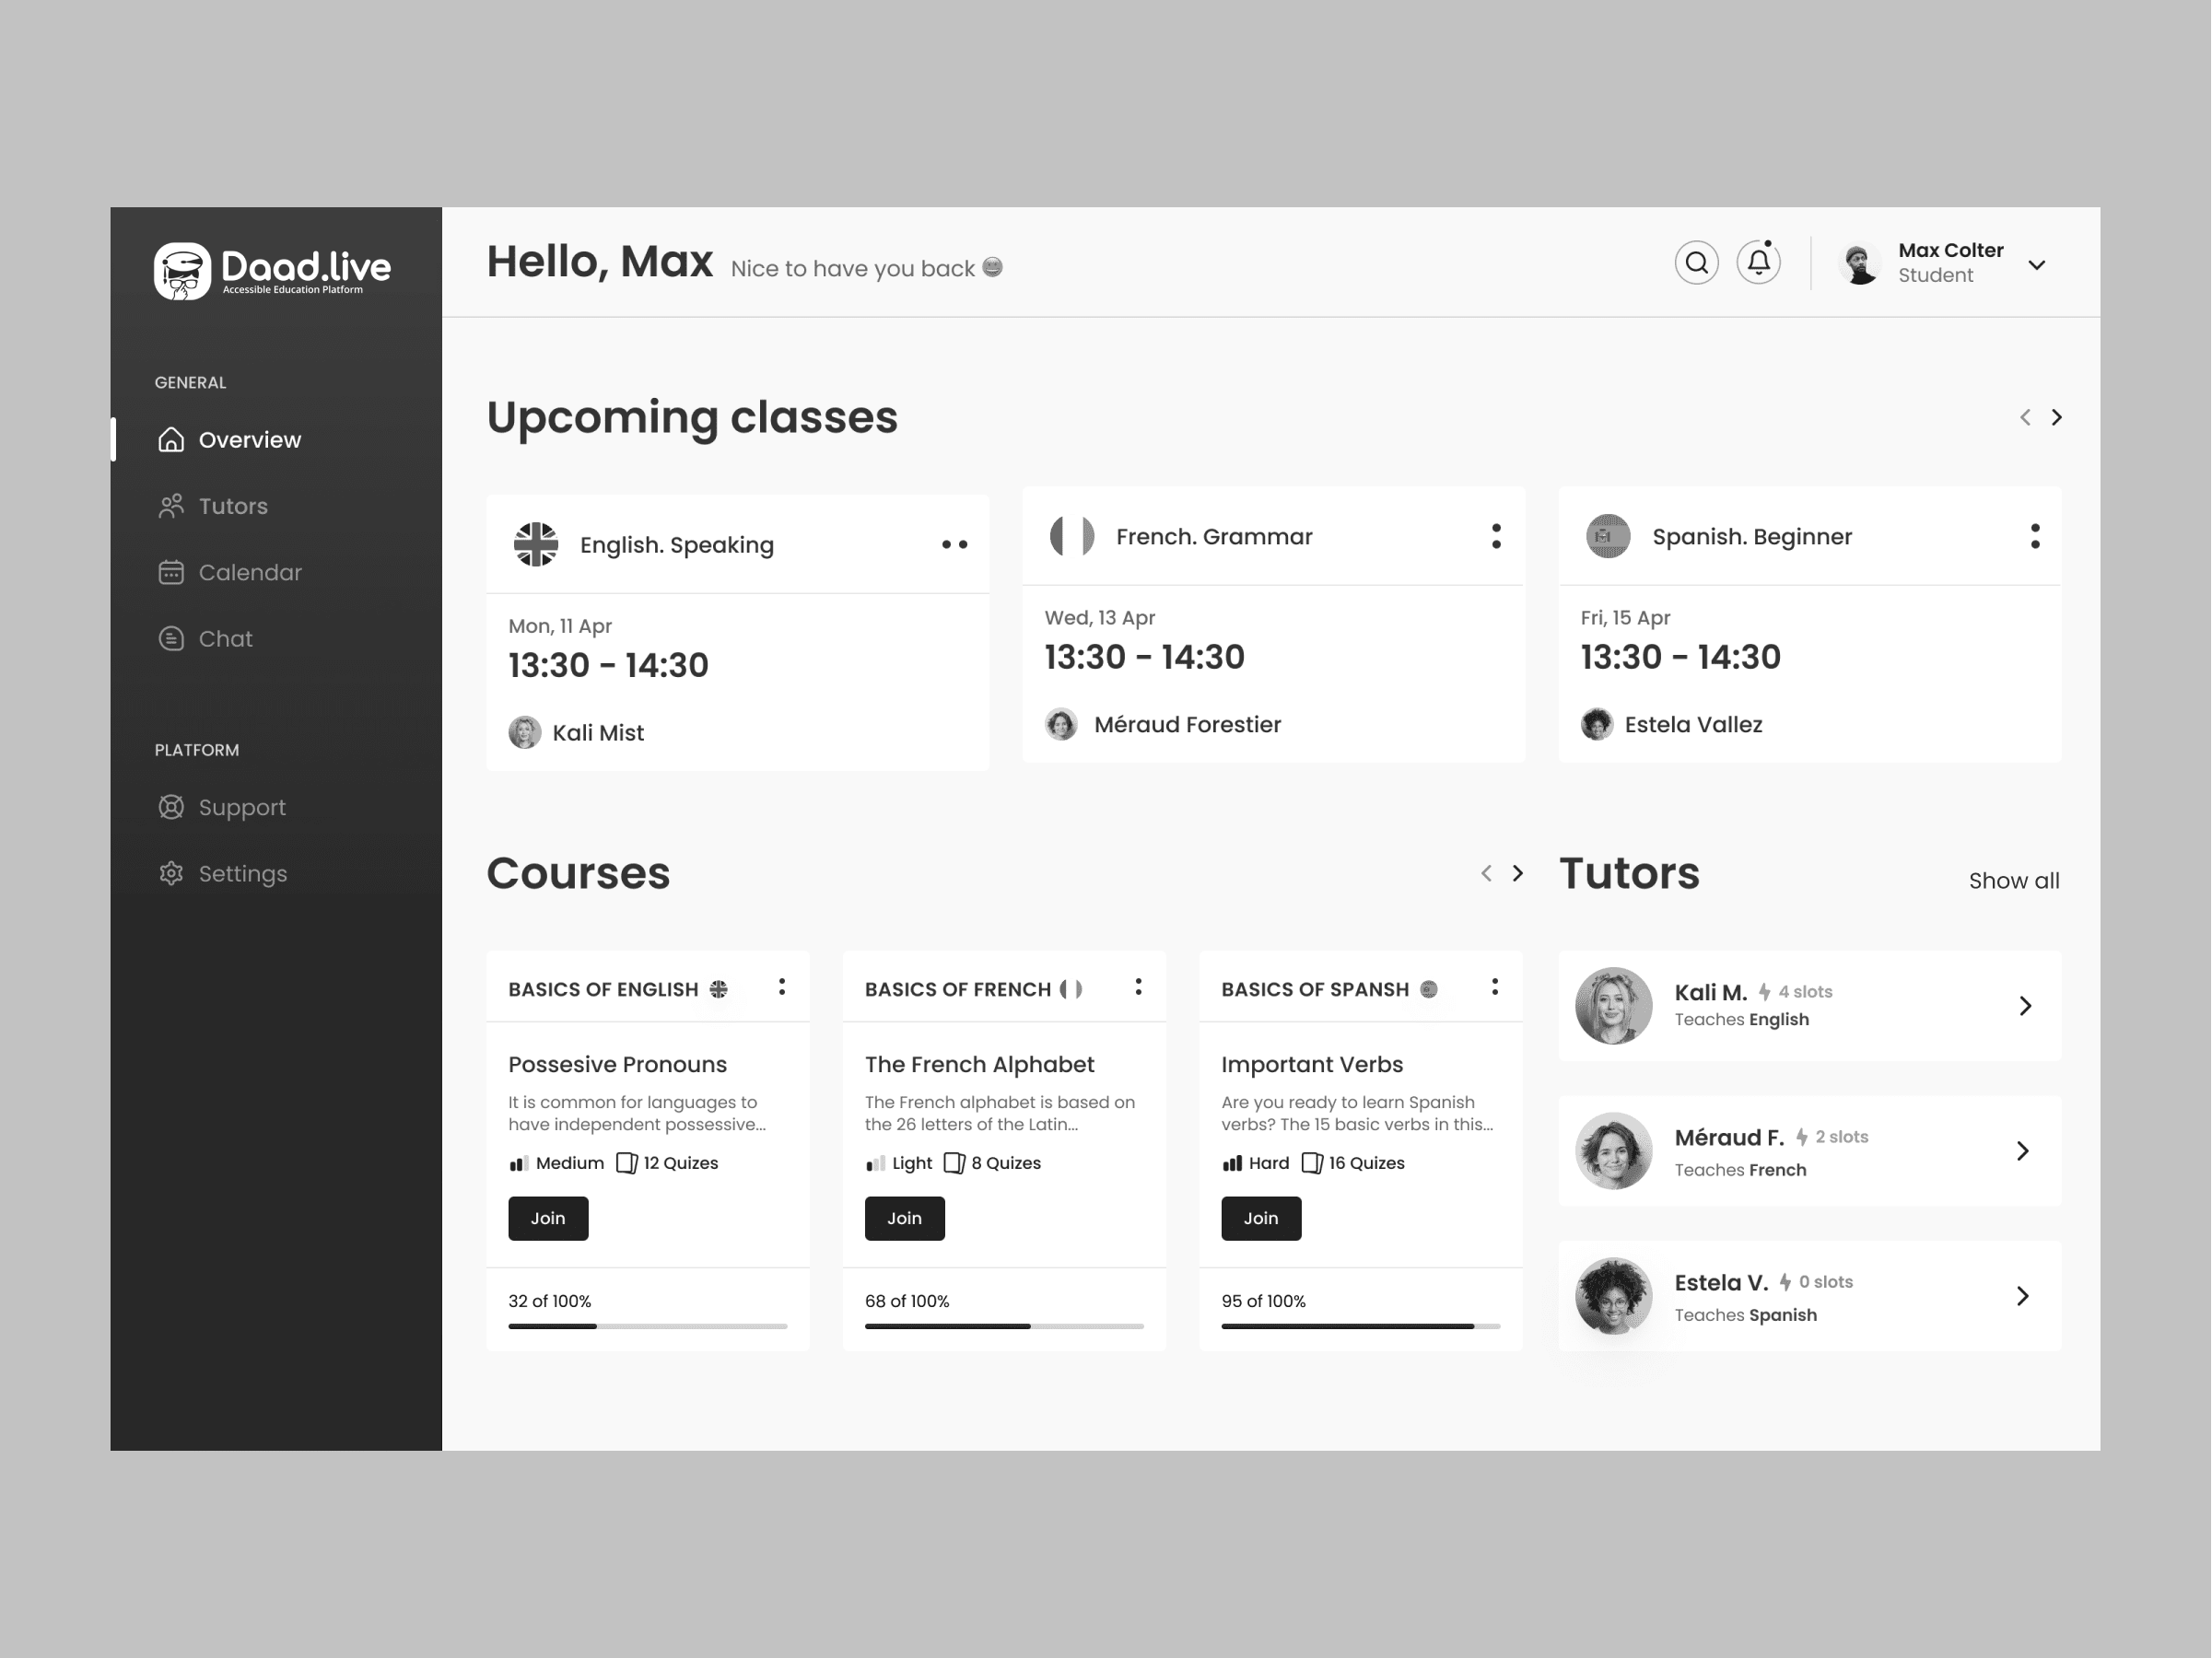 Daad.live
Accessible Education Platform
GENERAL
Overview
Tutors
Calendar
Chat
PLATFORM
Support
Settings
Hello, Max
Nice to have you back
Max Colter
Student
Upcoming classes
English. Speaking
Mon, 11 Apr
13:30 - 14:30
Kali Mist
French. Grammar
Wed, 13 Apr
13:30 - 14:30
Méraud Forestier
Spanish. Beginner
Fri, 15 Apr
13:30 - 14:30
Estela Vallez
Courses
BASICS OF ENGLISH
Possesive Pronouns
It is common for languages to
have independent possessive...
Medium
12 Quizes
Join
32 of 100%
BASICS OF FRENCH
The French Alphabet
The French alphabet is based on
the 26 letters of the Latin...
Light
8 Quizes
Join
68 of 100%
BASICS OF SPANSH
Important Verbs
Are you ready to learn Spanish
verbs? The 15 basic verbs in this...
Hard
16 Quizes
Join
95 of 100%
Tutors
Show all
Kali M.
4 slots
Teaches English
Méraud F.
2 slots
Teaches French
Estela V.
0 slots
Teaches Spanish